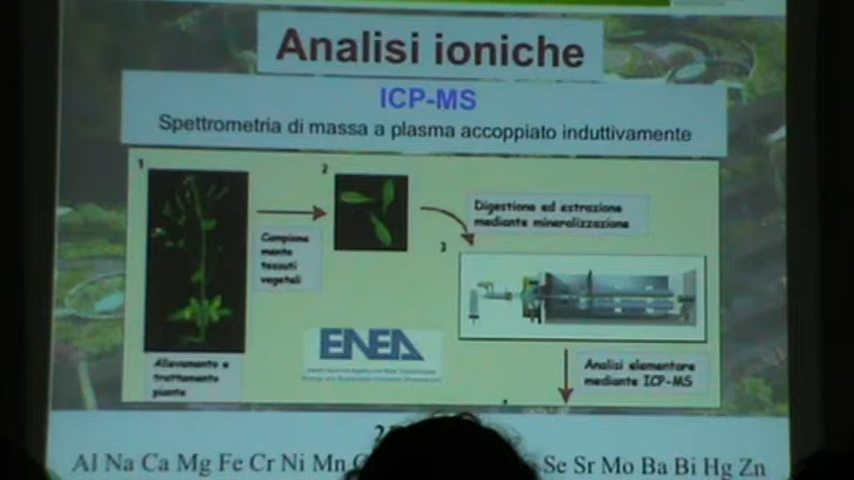 Analisi ioniche
ICP-MS
Spettrometria di massa a plasma accoppiato induttivamente
1
2
Digestione ed estrazione
mediante mineralizzazione
Campiona
mento
tessuti
vegetali
3
ENEA
Allevamento e
trattamento
piante
Analisi elementare
mediante ICP-MS
Al Na Ca Mg Fe Cr Ni Mn
Se Sr Mo Ba Bi Hg Zn